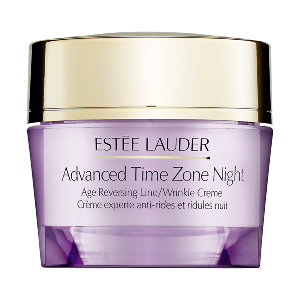 ESTĒE LAUDER
Advanced Time Zone Night
Age Reversing Line/Wrinkle Creme
Crème experte anti-rides et ridules nuit